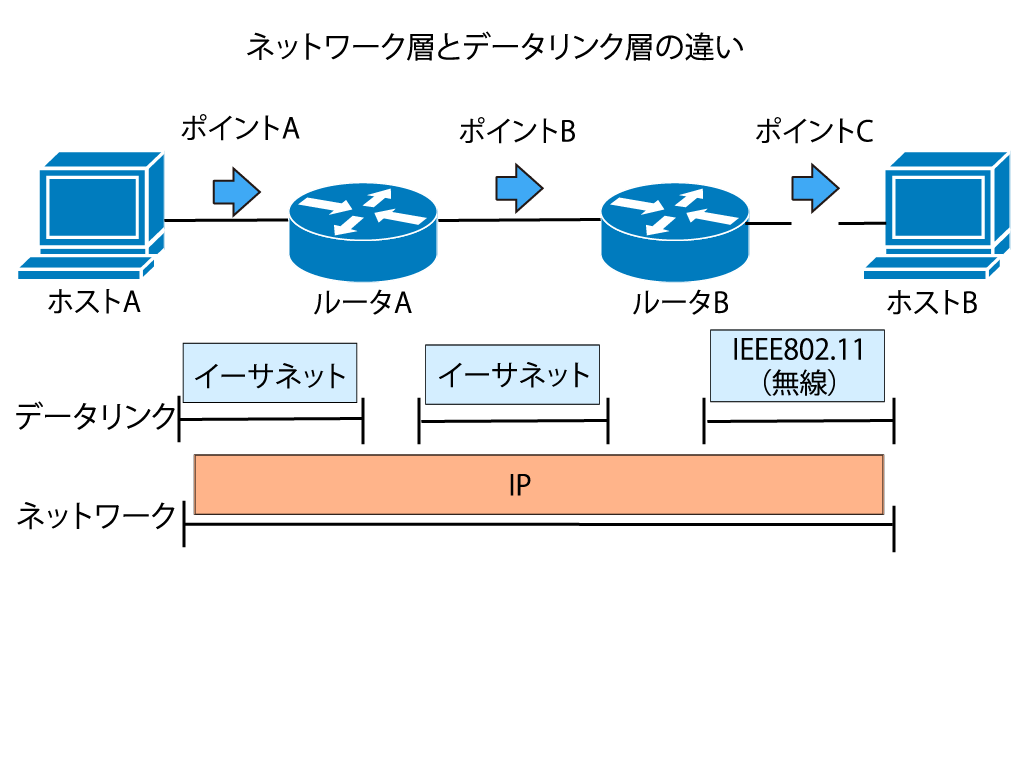 ネットワーク層とデータリンク層の違い
ポイントA
ポイントB
ポイントC
ホストA
ルータA
ルータB
ホストB
イーサネット
イーサネット
IEEE802.11
（無線）
データリンク
IP
ネットワーク